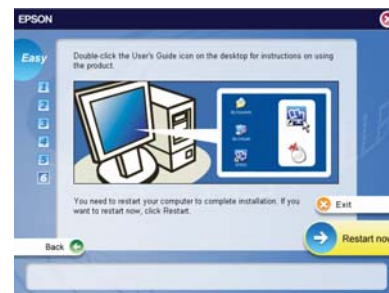 EPSON
Easy
Double-click the User's Guide icon on the desktop for instructions on using
the product.
1
2
3
4
5
6
You need to restart your computer to complete installation. If you
want to restart now, click Restart.
Exit
Back
Restart now